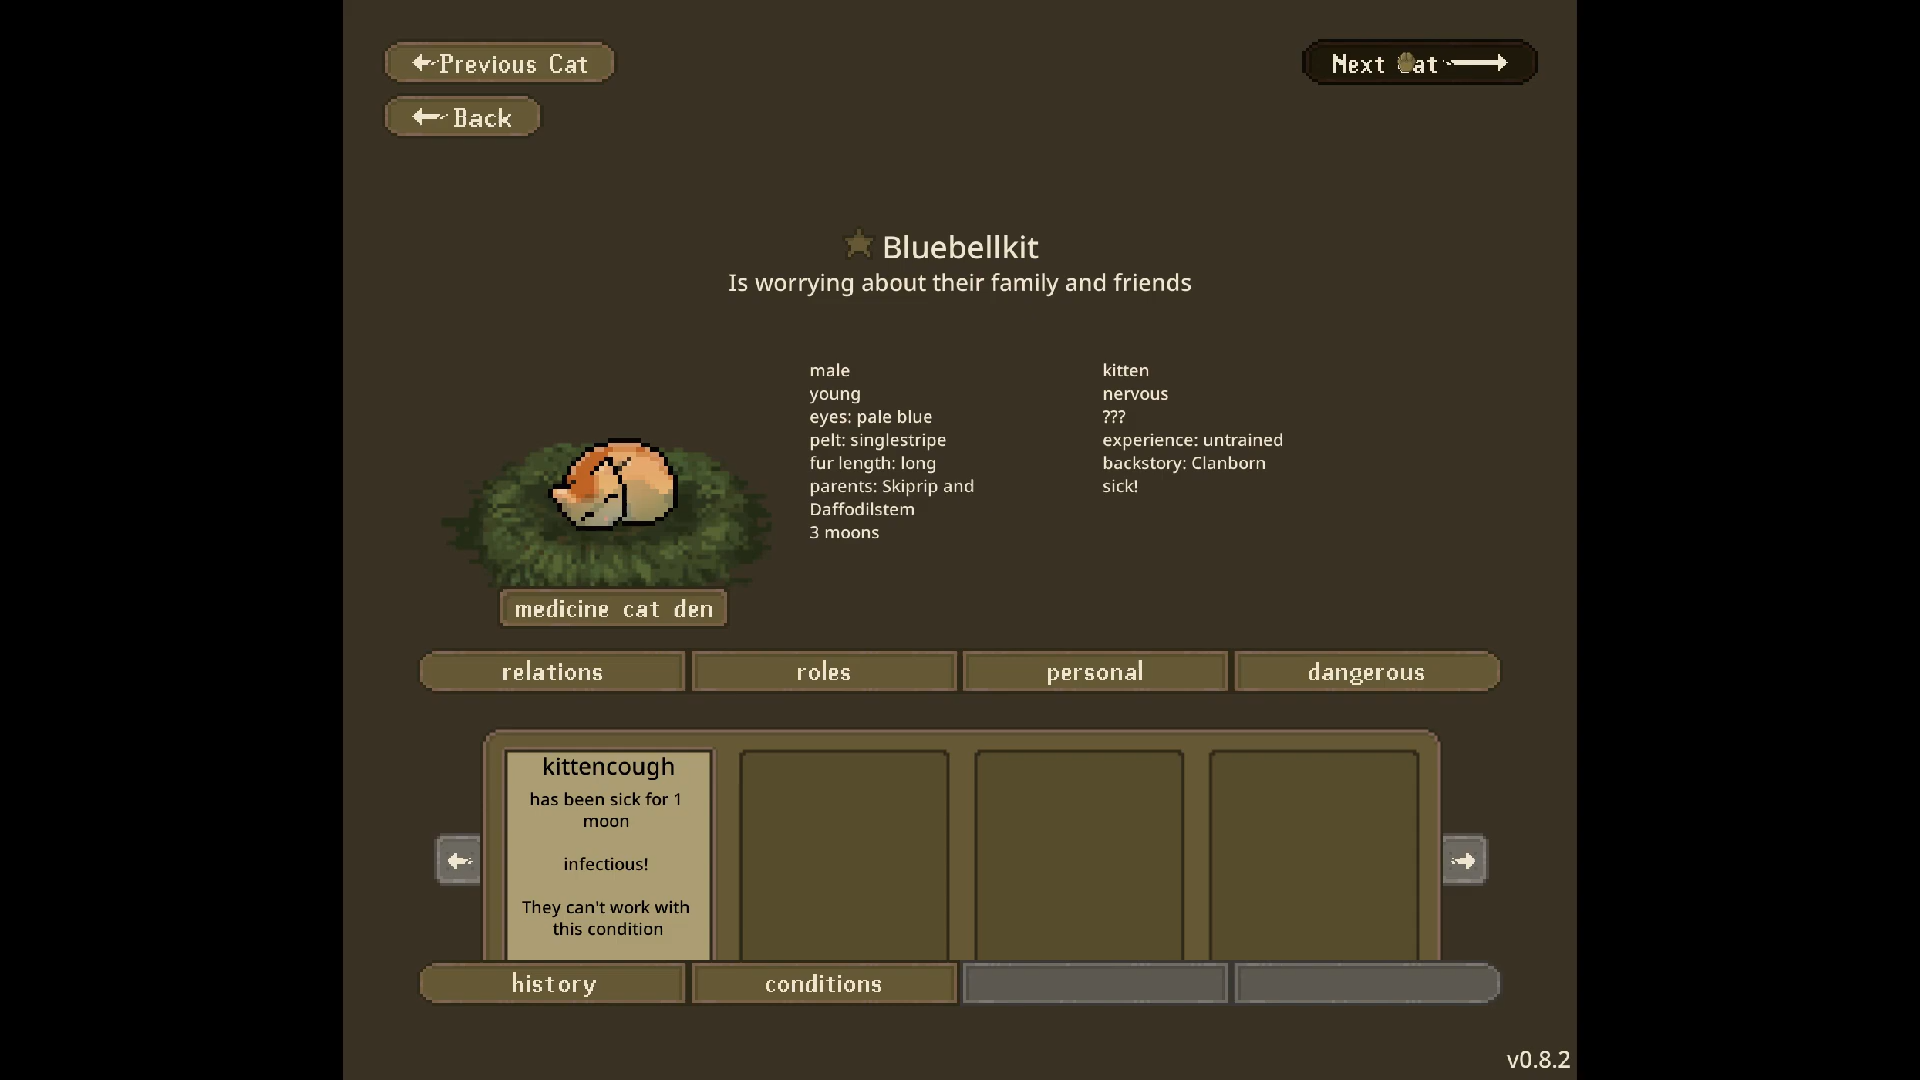 Previous Cat
Next Cat
Back
Bluebellkit
Is worrying about their family and friends
male
young
eyes: pale blue
pelt: singlestripe
fur length: long
parents: Skiprip and
Daffodilstem
3 moons
kitten
nervous
???
experience: untrained
backstory: Clanborn
sick!
medicine cat den
relations
roles
personal
dangerous
kittencough
has been sick for 1
moon
infectious!
They can't work with
this condition
history
conditions
v0.8.2